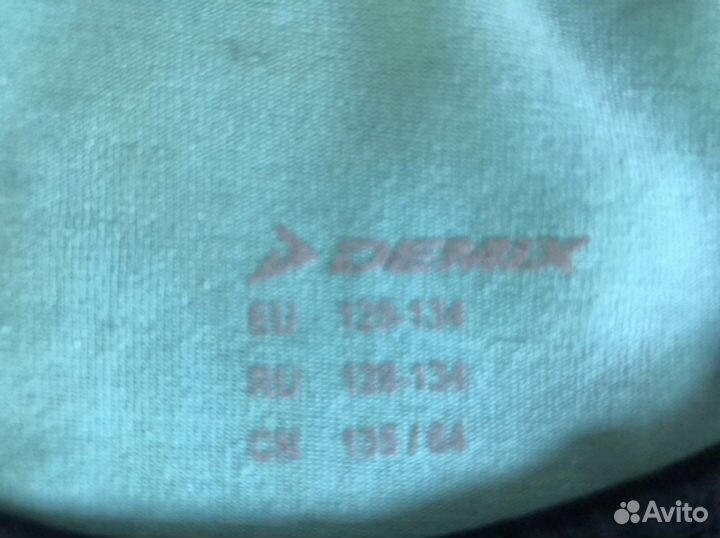 DEMIX
EU 128-134
RU 128-134
CN 135 / 64
Avito